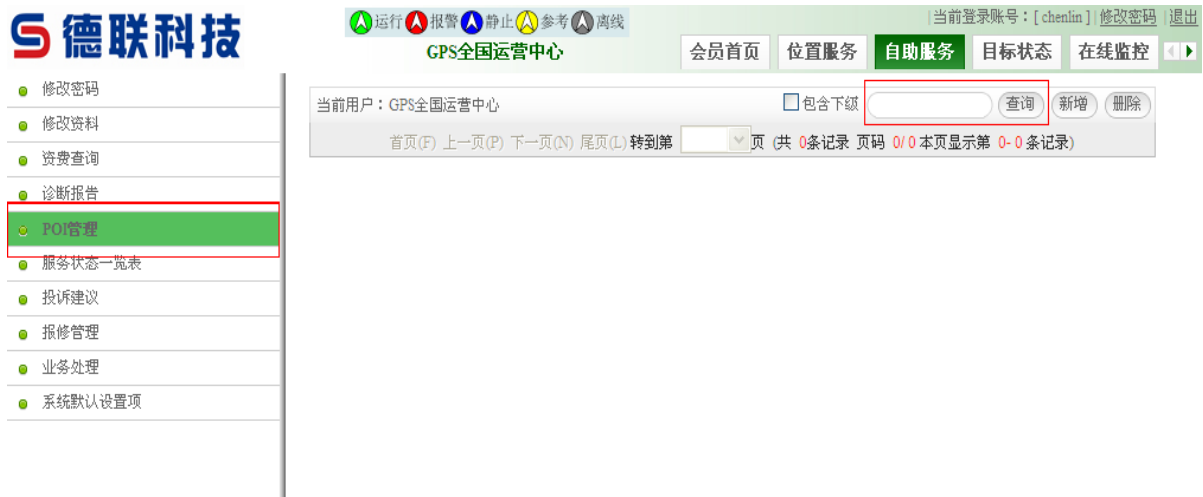 德联科技
运行 报警 静止 参考 离线
|当前登录账号：[ chenlin ]|修改密码 |退出
GPS全国运营中心
会员首页 位置服务 自助服务 目标状态 在线监控
修改密码
修改资料
资费查询
诊断报告
POI管理
服务状态一览表
投诉建议
报修管理
业务处理
系统默认设置项
当前用户：GPS全国运营中心 包含下级 查询 新增 删除
首页(F) 上一页(P) 下一页(N) 尾页(L) 转到第 页 (共 0条记录 页码 0/0 本页显示第 0-0 条记录)